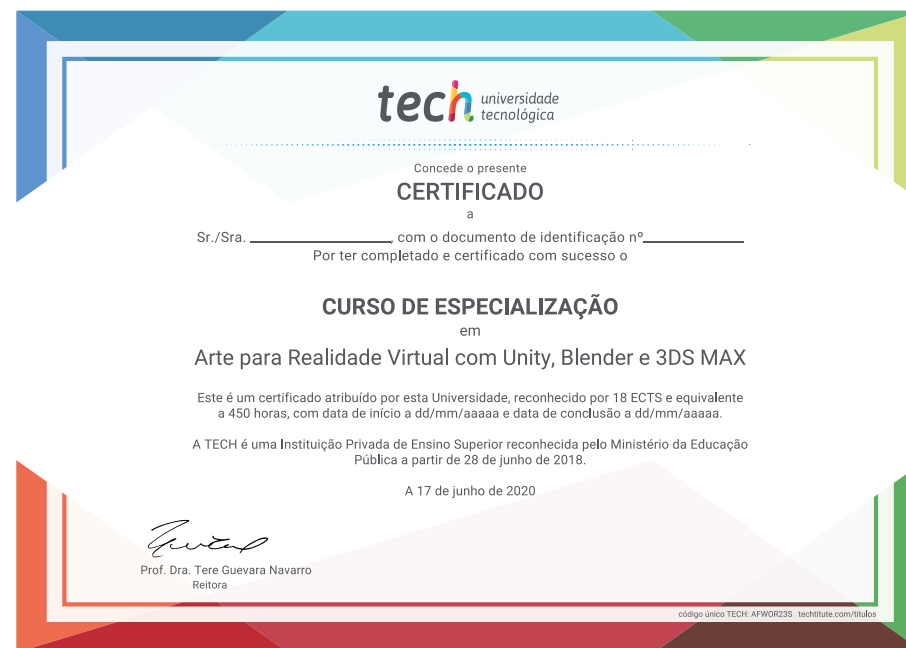 tech universidade
tecnológica
Concede o presente
CERTIFICADO
a
Sr./Sra. ____________________, com o documento de identificação nº______________
Por ter completado e certificado com sucesso o
CURSO DE ESPECIALIZAÇÃO
em
Arte para Realidade Virtual com Unity, Blender e 3DS MAX
Este é um certificado atribuído por esta Universidade, reconhecido por 18 ECTS e equivalente
a 450 horas, com data de início a dd/mm/aaaaa e data de conclusão a dd/mm/aaaaa.
A TECH é uma Instituição Privada de Ensino Superior reconhecida pelo Ministério da Educação
Pública a partir de 28 de junho de 2018.
A 17 de junho de 2020
Prof. Dra. Tere Guevara Navarro
Reitora
código único TECH: AFWOR23S techtitute.com/titulos